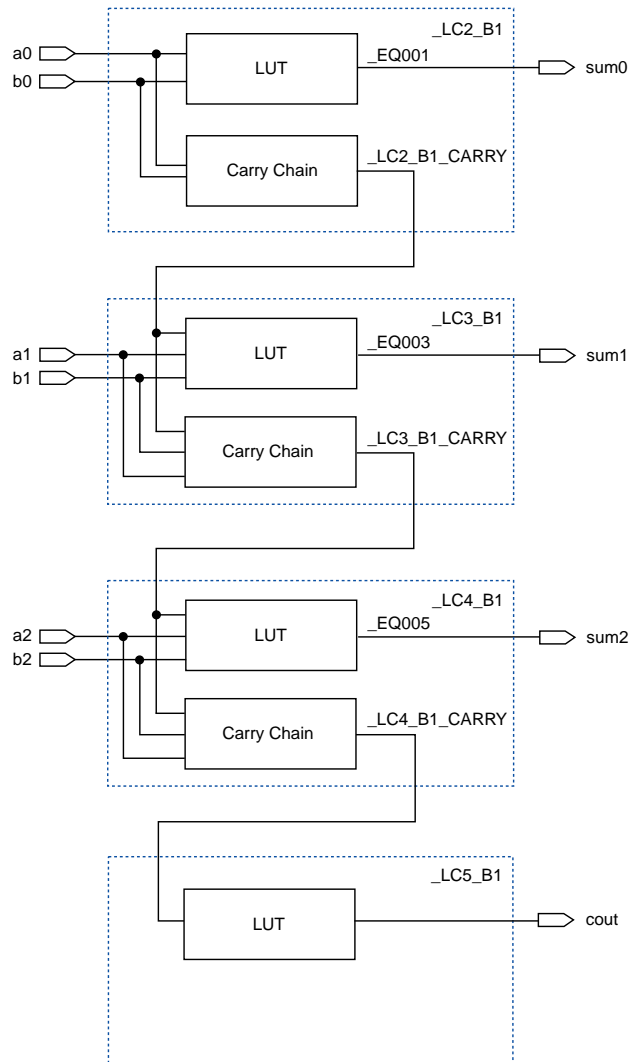 _LC2_B1
a0
_EQ001
LUT
sum0
b0
_LC2_B1_CARRY
Carry Chain
_LC3_B1
a1
_EQ003
LUT
sum1
b1
_LC3_B1_CARRY
Carry Chain
_LC4_B1
a2
_EQ005
LUT
sum2
b2
_LC4_B1_CARRY
Carry Chain
_LC5_B1
LUT
cout